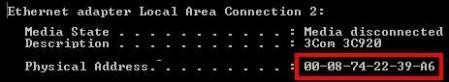 Ethernet adapter Local Area Connection 2:
Media State . . . . . . . . . . . : Media disconnected
Description . . . . . . . . . . . : 3Com 3C920
Physical Address. . . . . . . . . : 00-08-74-22-39-A6